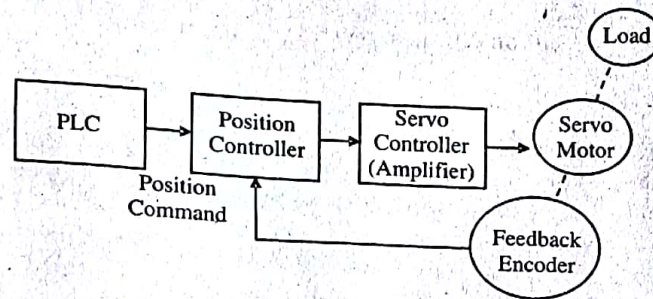 Load
PLC
Position
Controller
Servo
Controller
(Amplifier)
Servo
Motor
Position
Command
Feedback
Encoder